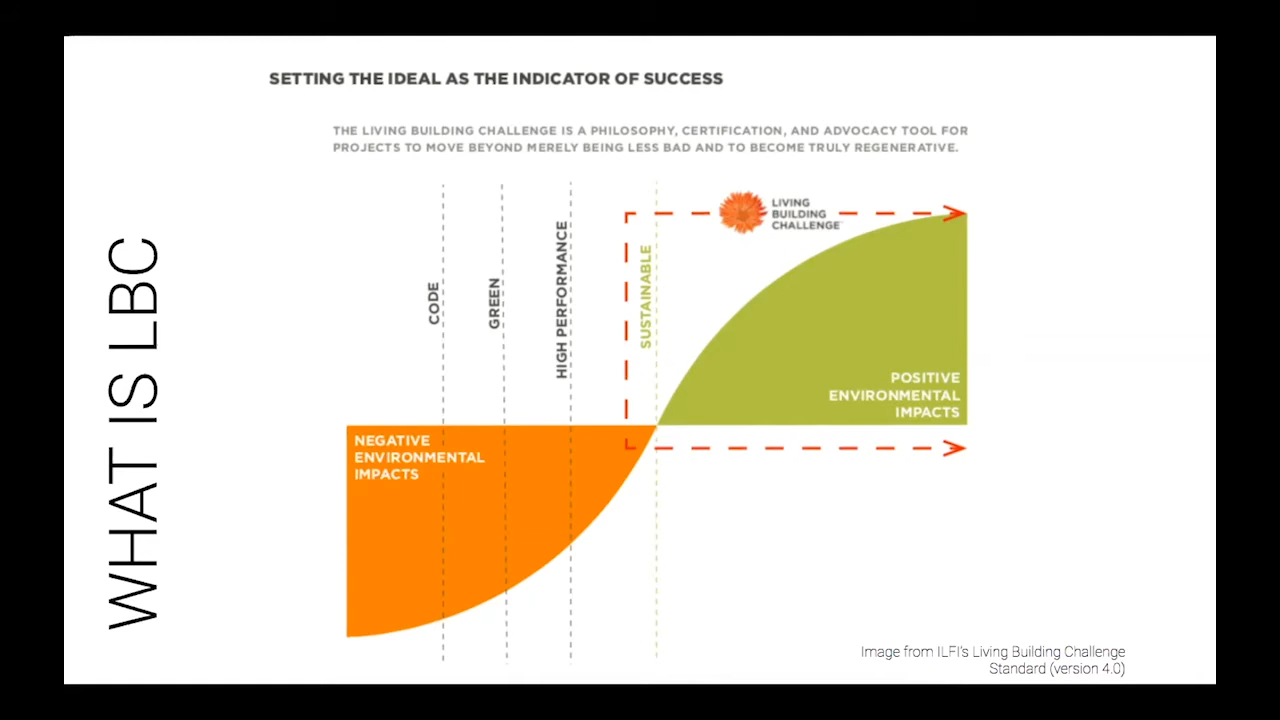 WHAT IS LBC
SETTING THE IDEAL AS THE INDICATOR OF SUCCESS
THE LIVING BUILDING CHALLENGE IS A PHILOSOPHY, CERTIFICATION, AND ADVOCACY TOOL FOR
PROJECTS TO MOVE BEYOND MERELY BEING LESS BAD AND TO BECOME TRULY REGENERATIVE.
CODE
GREEN
HIGH PERFORMANCE
SUSTAINABLE
LIVING
BUILDING
CHALLENGE
POSITIVE
ENVIRONMENTAL
IMPACTS
NEGATIVE
ENVIRONMENTAL
IMPACTS
Image from ILFI's Living Building Challenge
Standard (version 4.0)